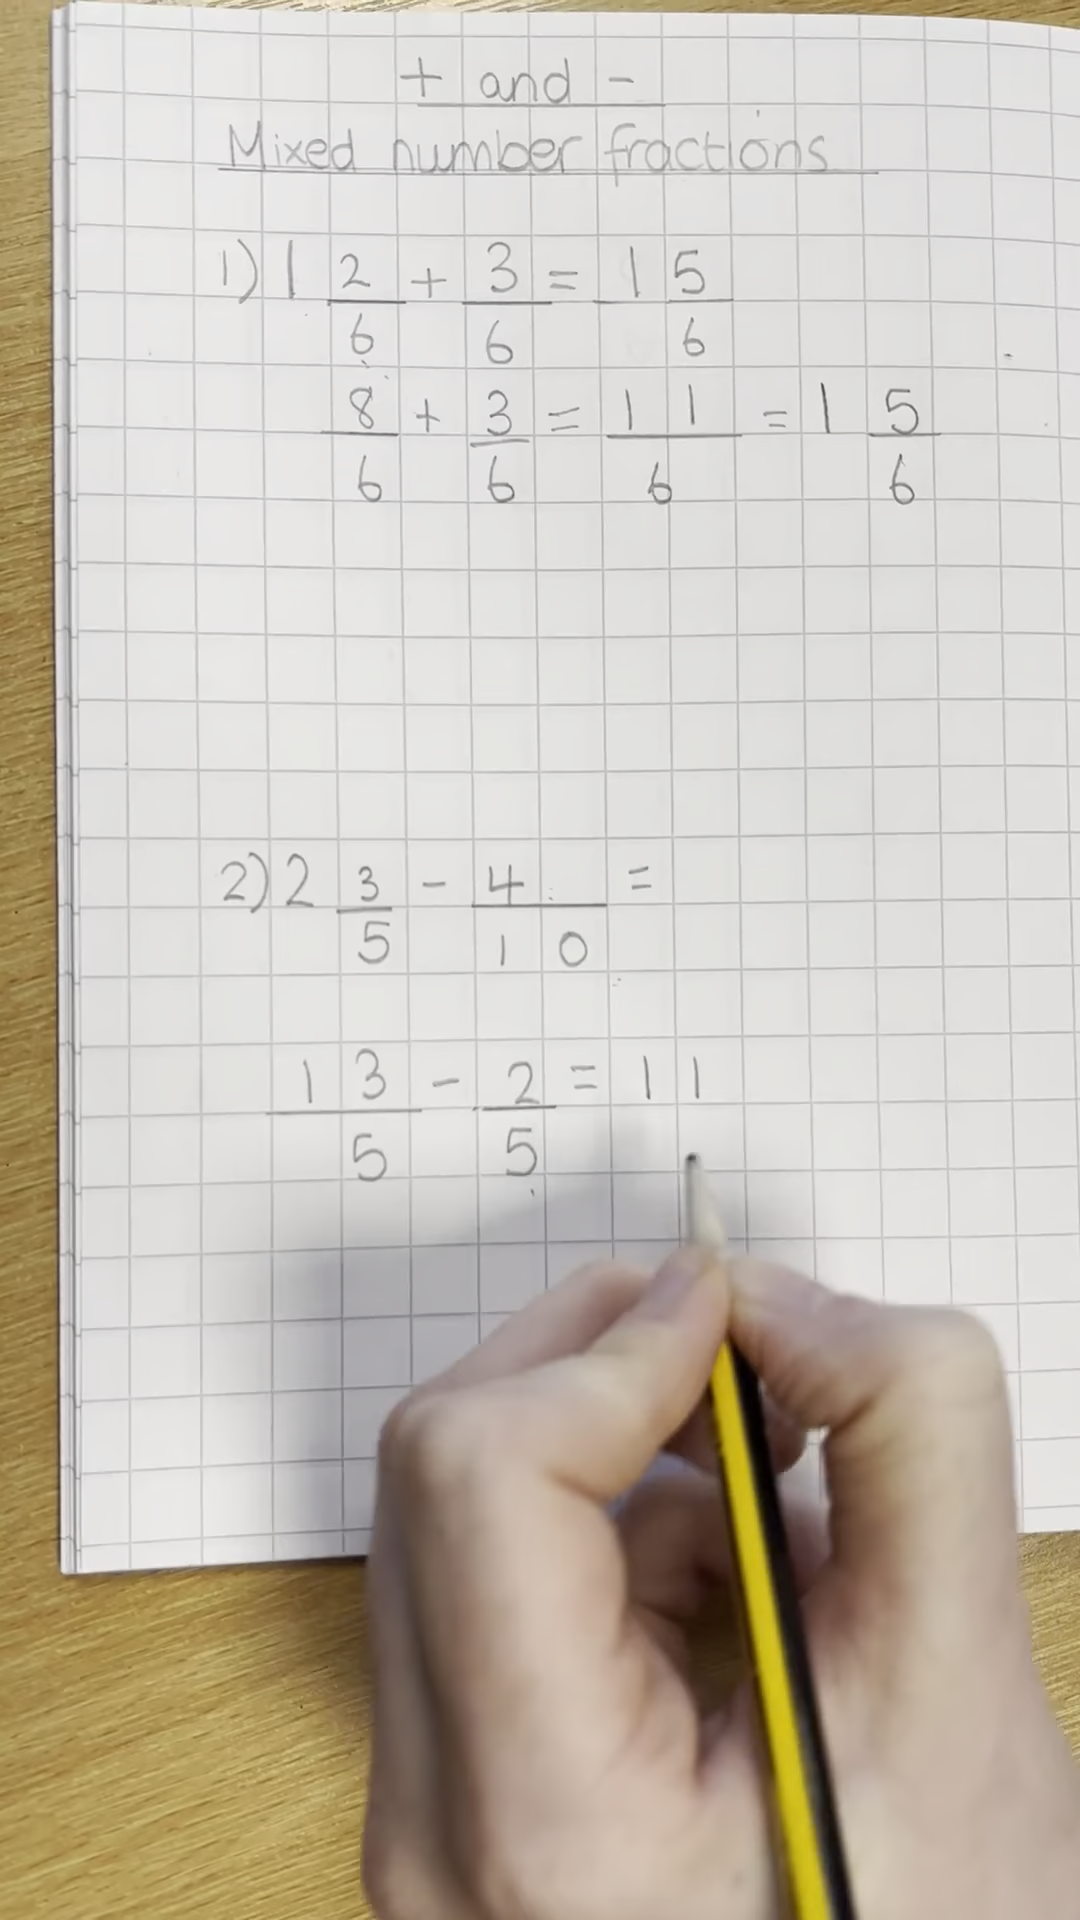 + and -
Mixed number fractions
1) 1 2/6 + 3/6 = 1 5/6
8/6 + 3/6 = 11/6 = 1 5/6
2) 2 3/5 - 4/10 =
13/5 - 2/5 = 11